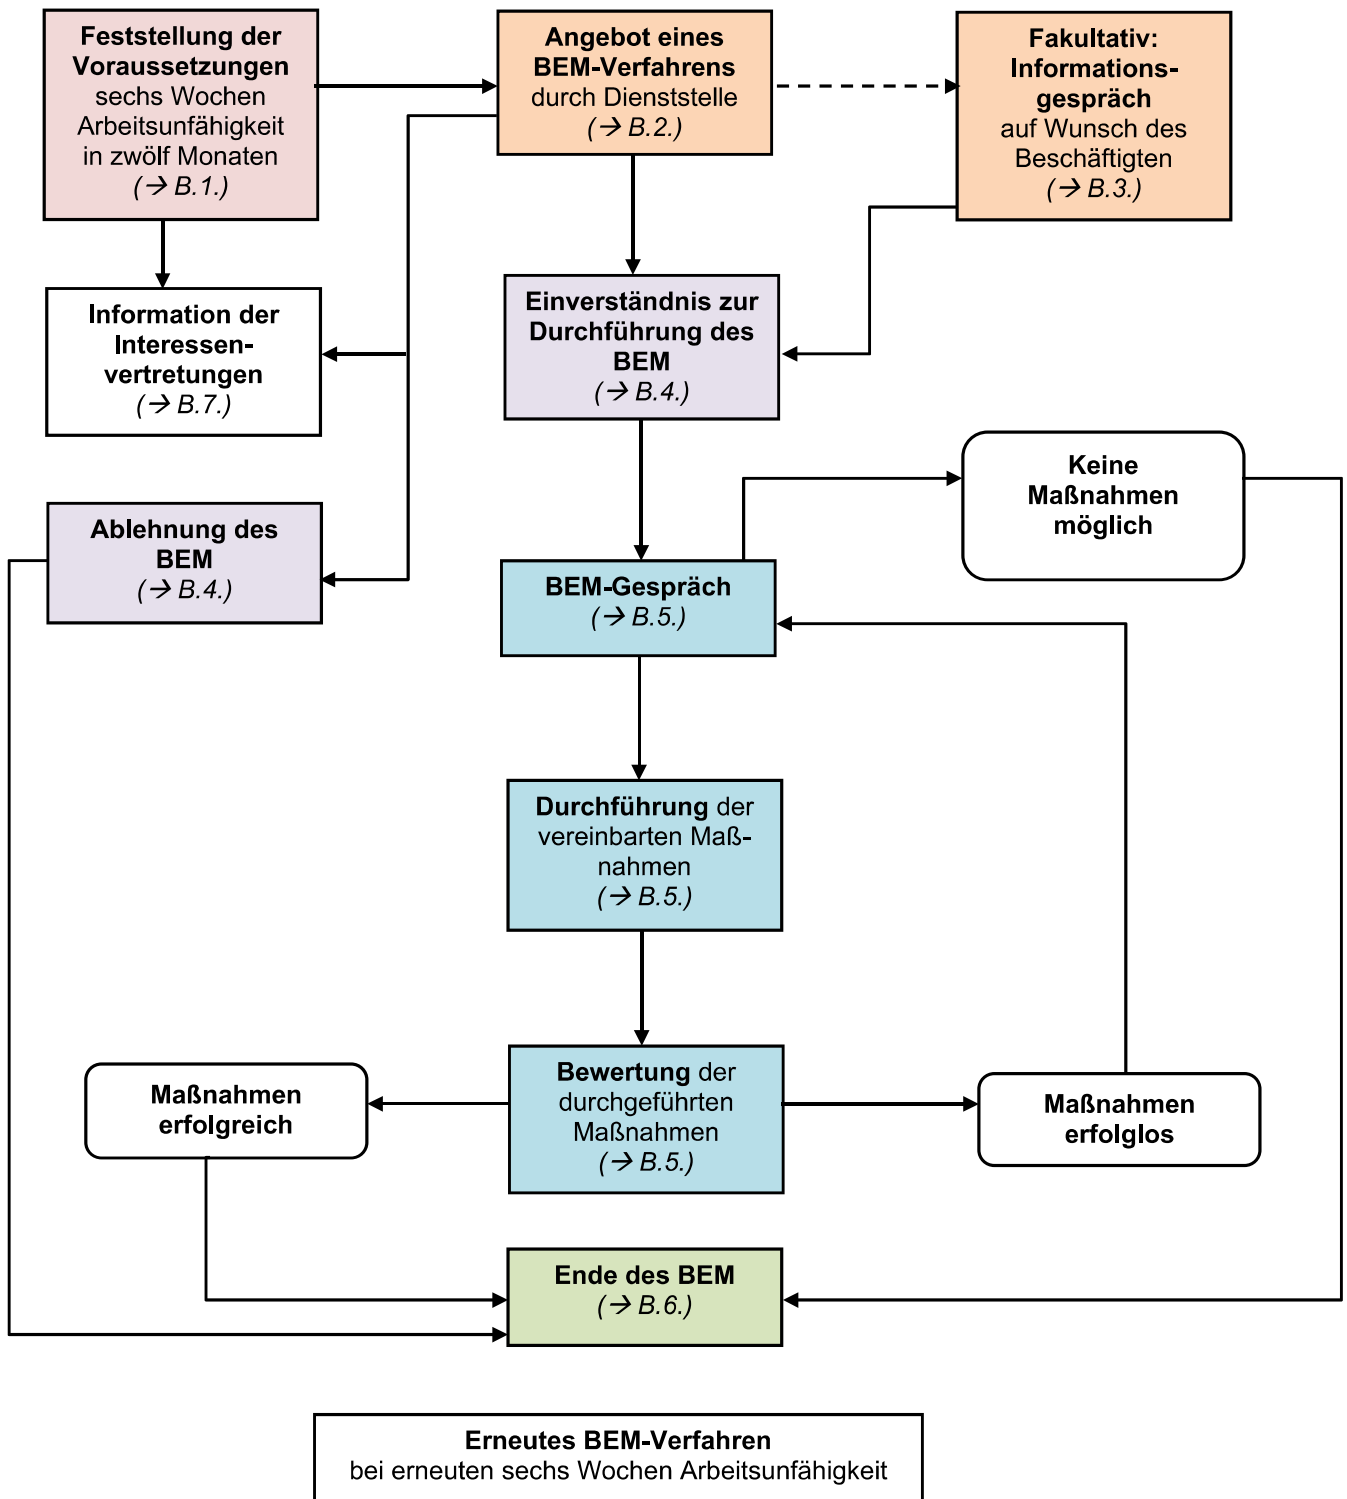 Feststellung der
Voraussetzungen
sechs Wochen
Arbeitsunfähigkeit
in zwölf Monaten
(→ B.1.)
Angebot eines
BEM-Verfahrens
durch Dienststelle
(→ B.2.)
Fakultativ:
Informations-
gespräch
auf Wunsch des
Beschäftigten
(→ B.3.)
Information der
Interessen-
vertretungen
(→ B.7.)
Einverständnis zur
Durchführung des
BEM
(→ B.4.)
Keine
Maßnahmen
möglich
Ablehnung des
BEM
(→ B.4.)
BEM-Gespräch
(→ B.5.)
Durchführung der
vereinbarten Maß-
nahmen
(→ B.5.)
Maßnahmen
erfolgreich
Bewertung der
durchgeführten
Maßnahmen
(→ B.5.)
Maßnahmen
erfolglos
Ende des BEM
(→ B.6.)
Erneutes BEM-Verfahren
bei erneuten sechs Wochen Arbeitsunfähigkeit